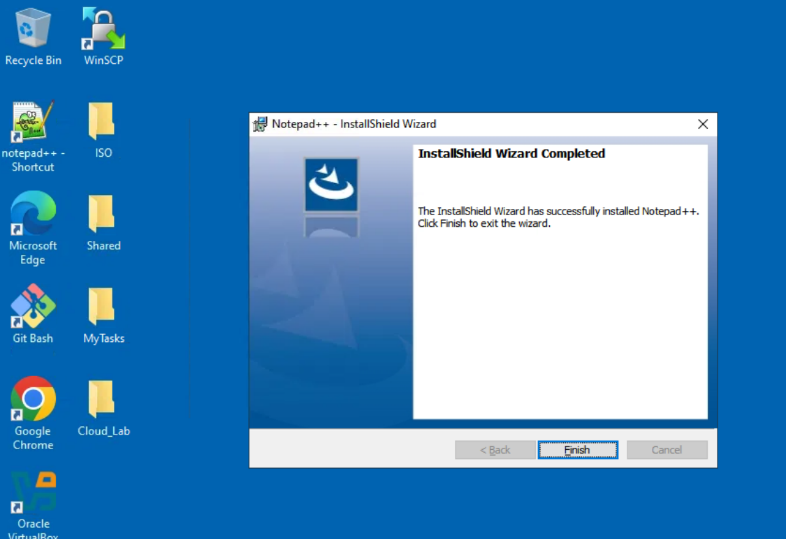 Recycle Bin
WinSCP
notepad++ -
Shortcut
ISO
Microsoft
Edge
Shared
Git Bash
MyTasks
Google
Chrome
Cloud_Lab
Oracle
VirtualBox
Notepad++ - InstallShield Wizard
InstallShield Wizard Completed
The InstallShield Wizard has successfully installed Notepad++.
Click Finish to exit the wizard.
< Back
Finish
Cancel